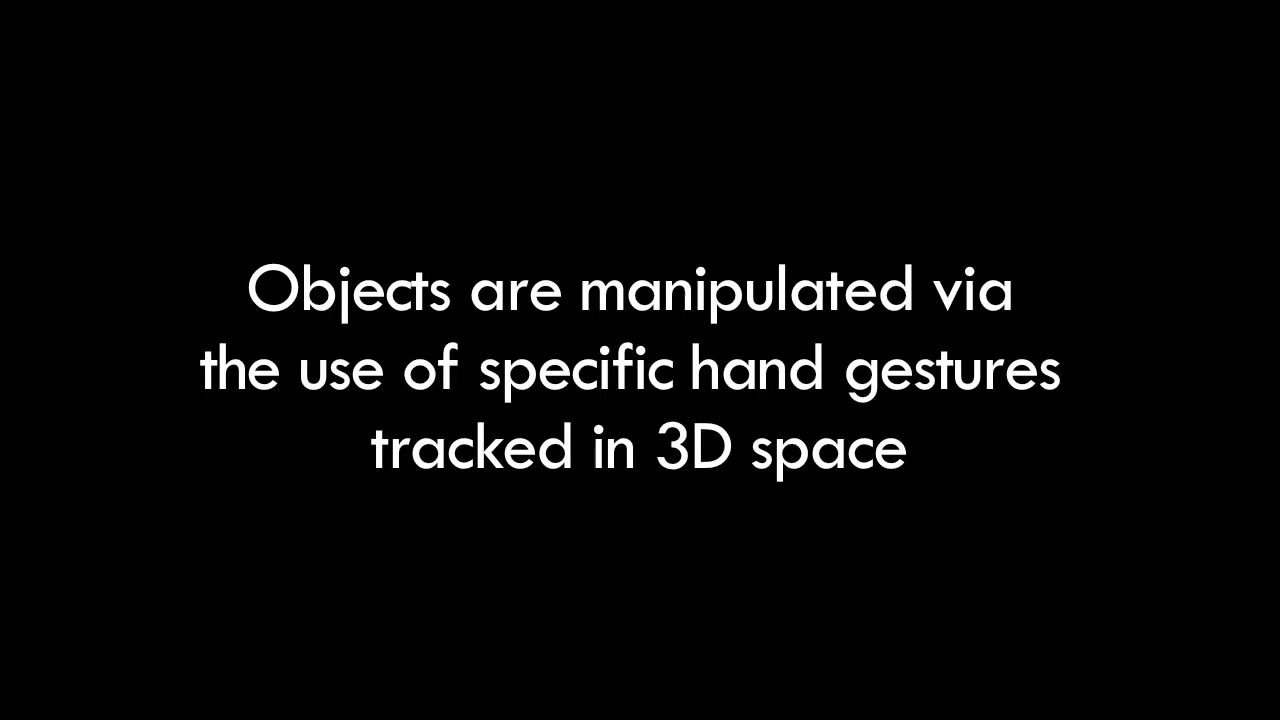 Objects are manipulated via
the use of specific hand gestures
tracked in 3D space